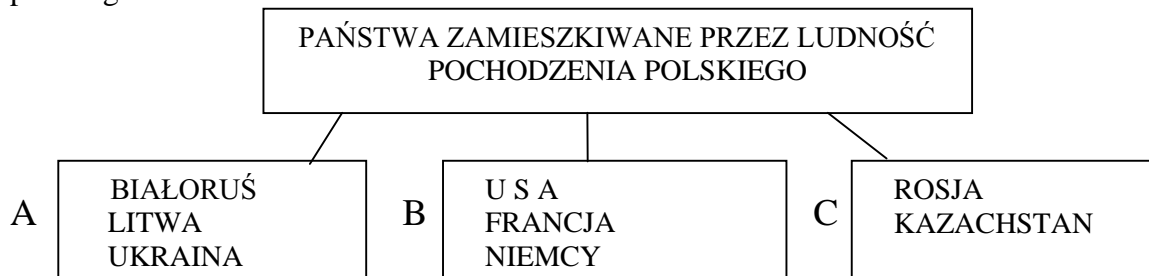 PAŃSTWA ZAMIESZKIWANE PRZEZ LUDNOŚĆ
POCHODZENIA POLSKIEGO
A
BIAŁORUŚ
LITWA
UKRAINA
B
U S A
FRANCJA
NIEMCY
C
ROSJA
KAZACHSTAN